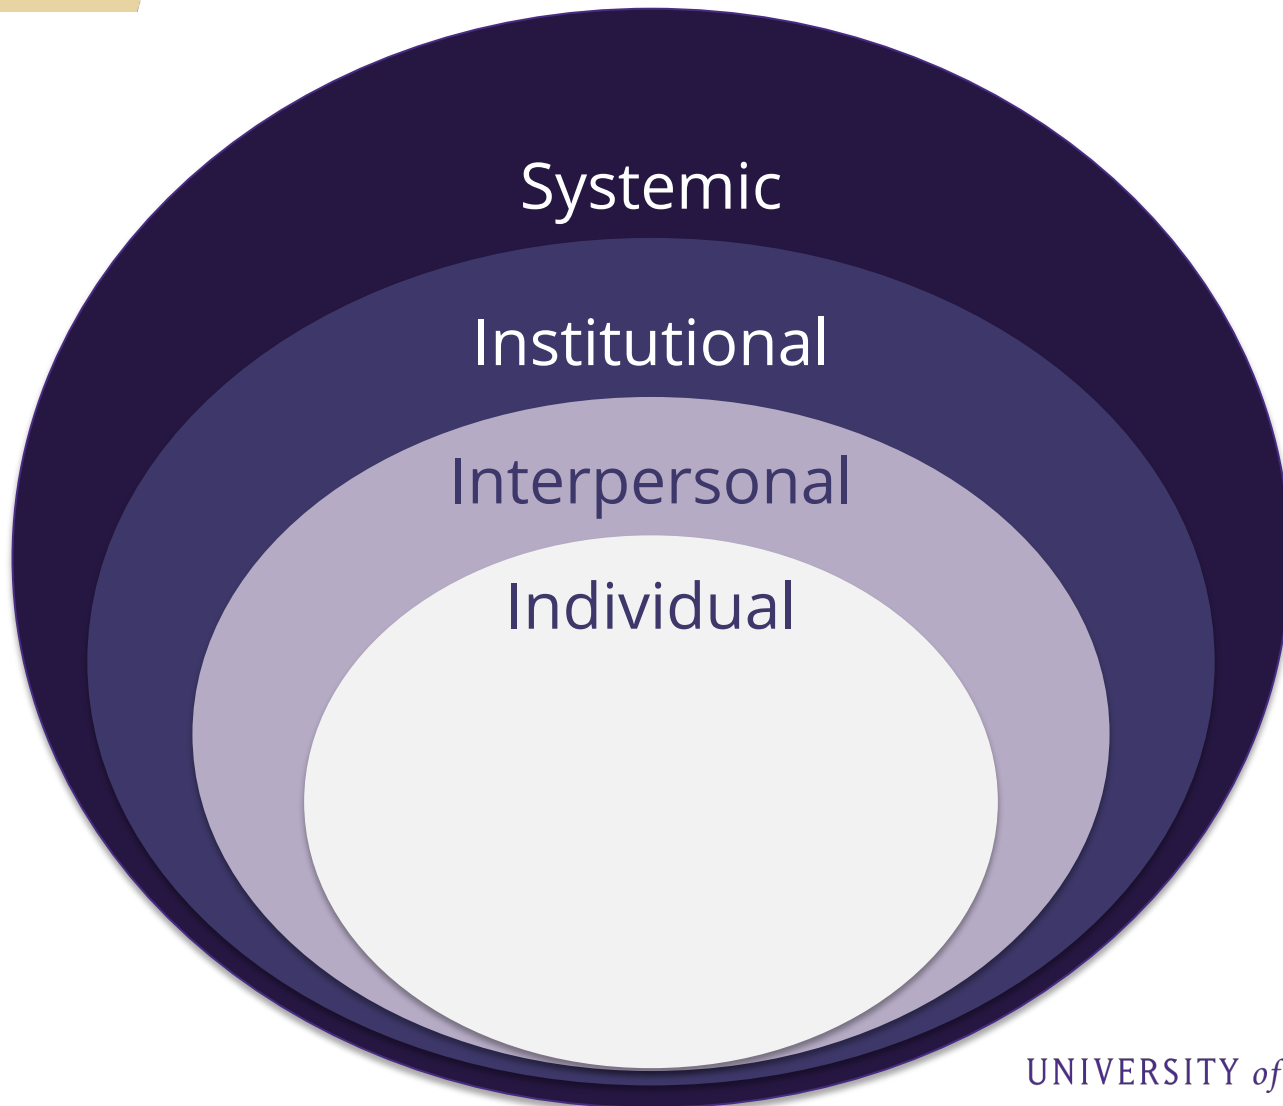 Systemic
Institutional
Interpersonal
Individual
UNIVERSITY of